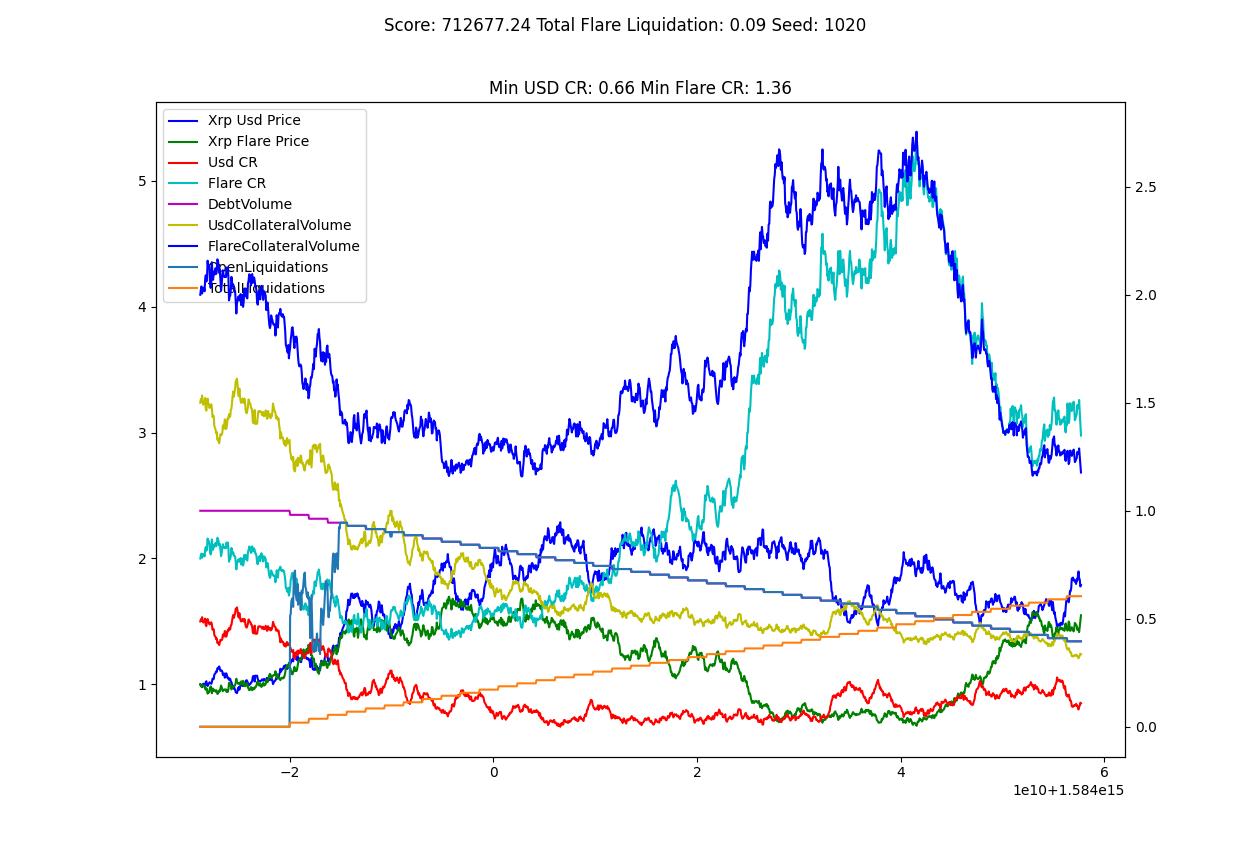 Score: 712677.24 Total Flare Liquidation: 0.09 Seed: 1020
Min USD CR: 0.66 Min Flare CR: 1.36
Xrp Usd Price
Xrp Flare Price
Usd CR
Flare CR
DebtVolume
UsdCollateralVolume
FlareCollateralVolume
OpenLiquidations
TotalLiquidations
5
4
3
2
1
2.5
2.0
1.5
1.0
0.5
0.0
−2
0
2
4
6
1e10+1.584e15